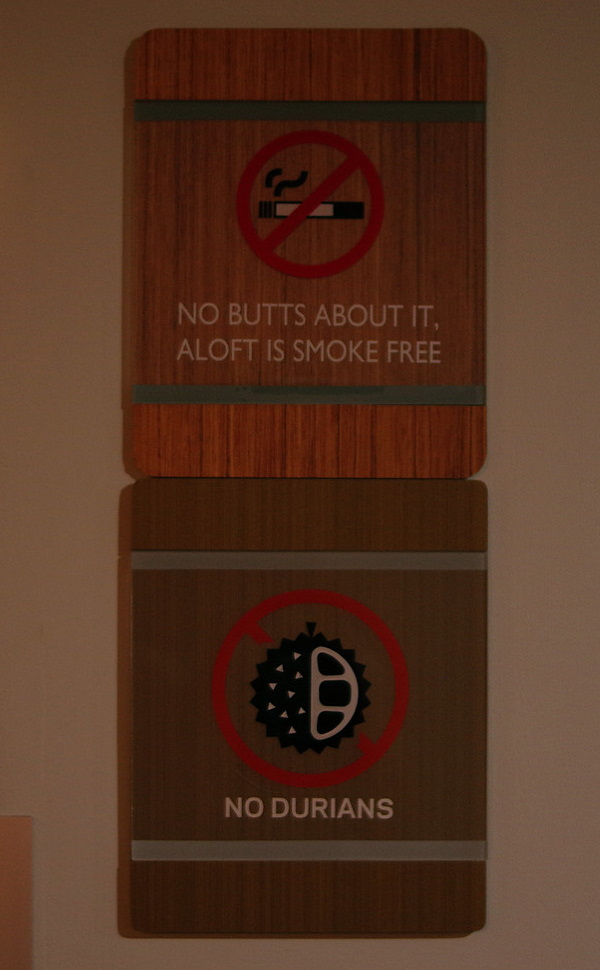 NO BUTTS ABOUT IT,
ALOFT IS SMOKE FREE
NO DURIANS